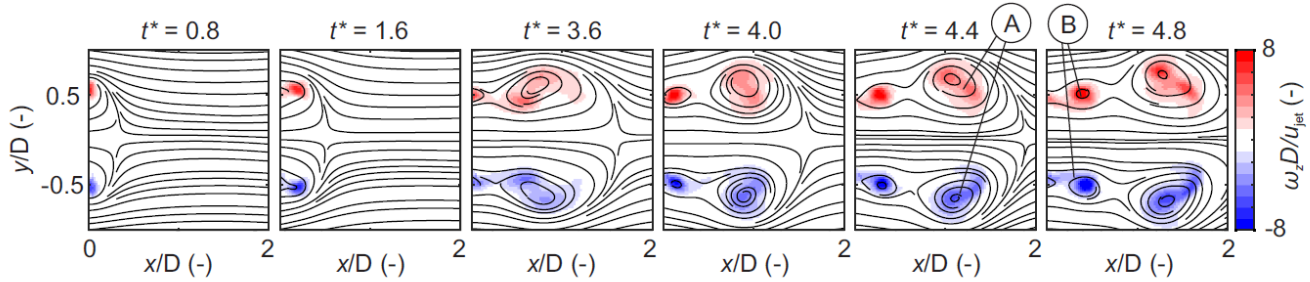 t* = 0.8 t* = 1.6 t* = 3.6 t* = 4.0 t* = 4.4 A B t* = 4.8
8
0.5
y/D (-)
-0.5
ω_z D/u_jet (-)
-8
0 2 2 2 2 2 2
x/D (-) x/D (-) x/D (-) x/D (-) x/D (-) x/D (-)